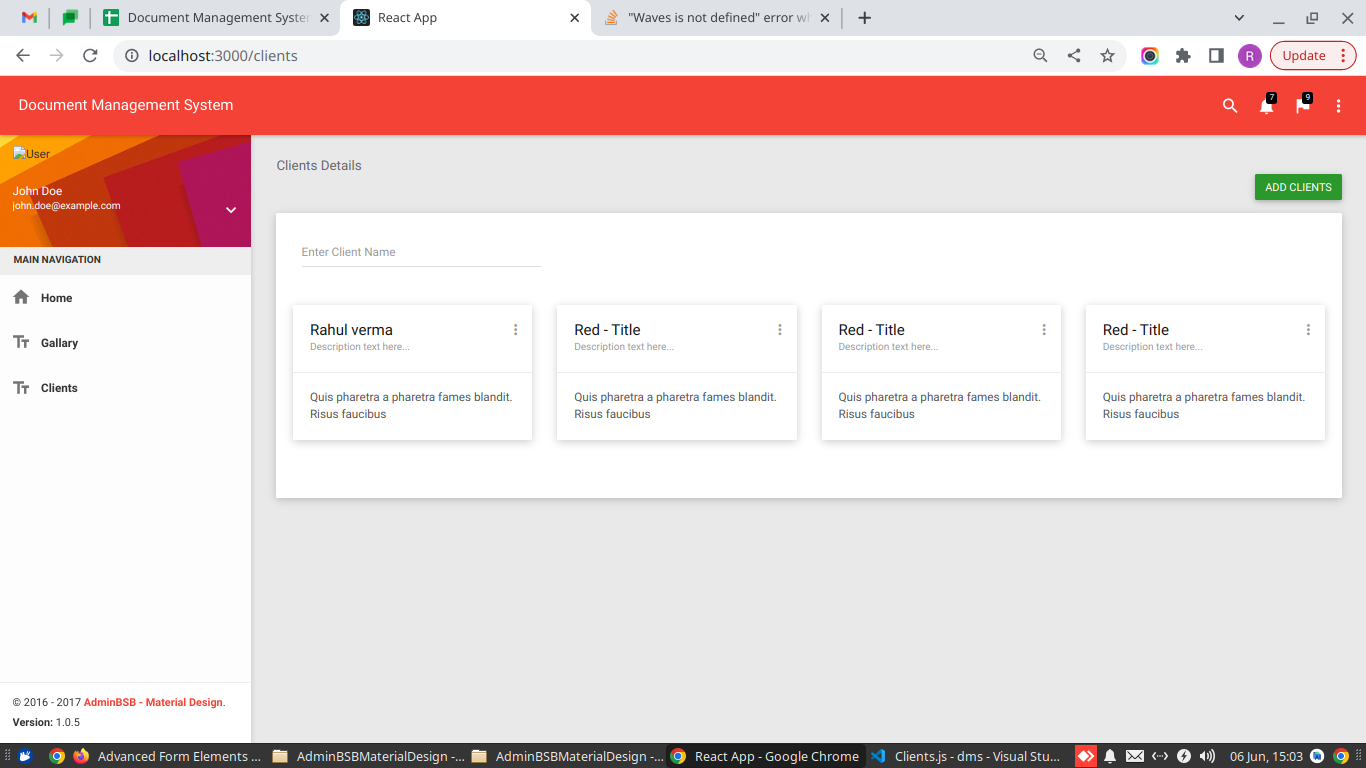 Document Management System
React App
"Waves is not defined" error w
localhost:3000/clients
R
Update
Document Management System
7
9
User
John Doe
john.doe@example.com
MAIN NAVIGATION
Home
Gallary
Clients
© 2016 - 2017 AdminBSB - Material Design.
Version: 1.0.5
Clients Details
ADD CLIENTS
Enter Client Name
Rahul verma
Description text here...
Quis pharetra a pharetra fames blandit.
Risus faucibus
Red - Title
Description text here...
Quis pharetra a pharetra fames blandit.
Risus faucibus
Red - Title
Description text here...
Quis pharetra a pharetra fames blandit.
Risus faucibus
Red - Title
Description text here...
Quis pharetra a pharetra fames blandit.
Risus faucibus
Advanced Form Elements ...
AdminBSBMaterialDesign -...
AdminBSBMaterialDesign -...
React App - Google Chrome
Clients.js - dms - Visual Stu...
06 Jun, 15:03